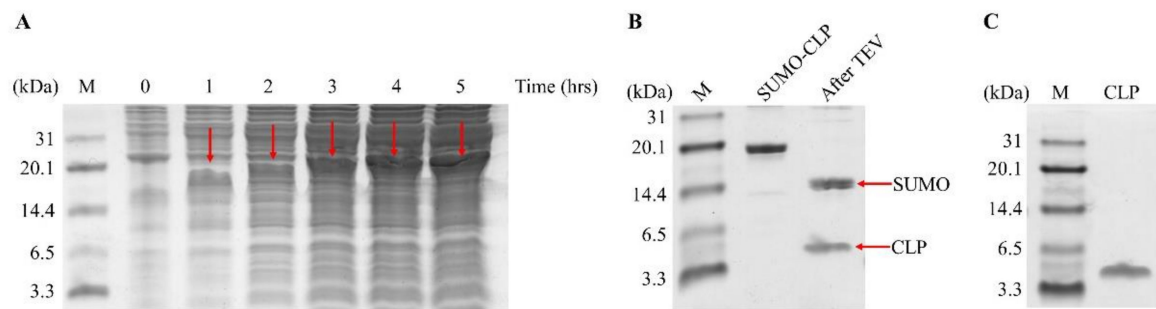 A
(kDa) M 0 1 2 3 4 5 Time (hrs)
31
20.1
14.4
6.5
3.3
B
(kDa) M SUMO-CLP After TEV
31
20.1
14.4
6.5
3.3
SUMO
CLP
C
(kDa) M CLP
31
20.1
14.4
6.5
3.3